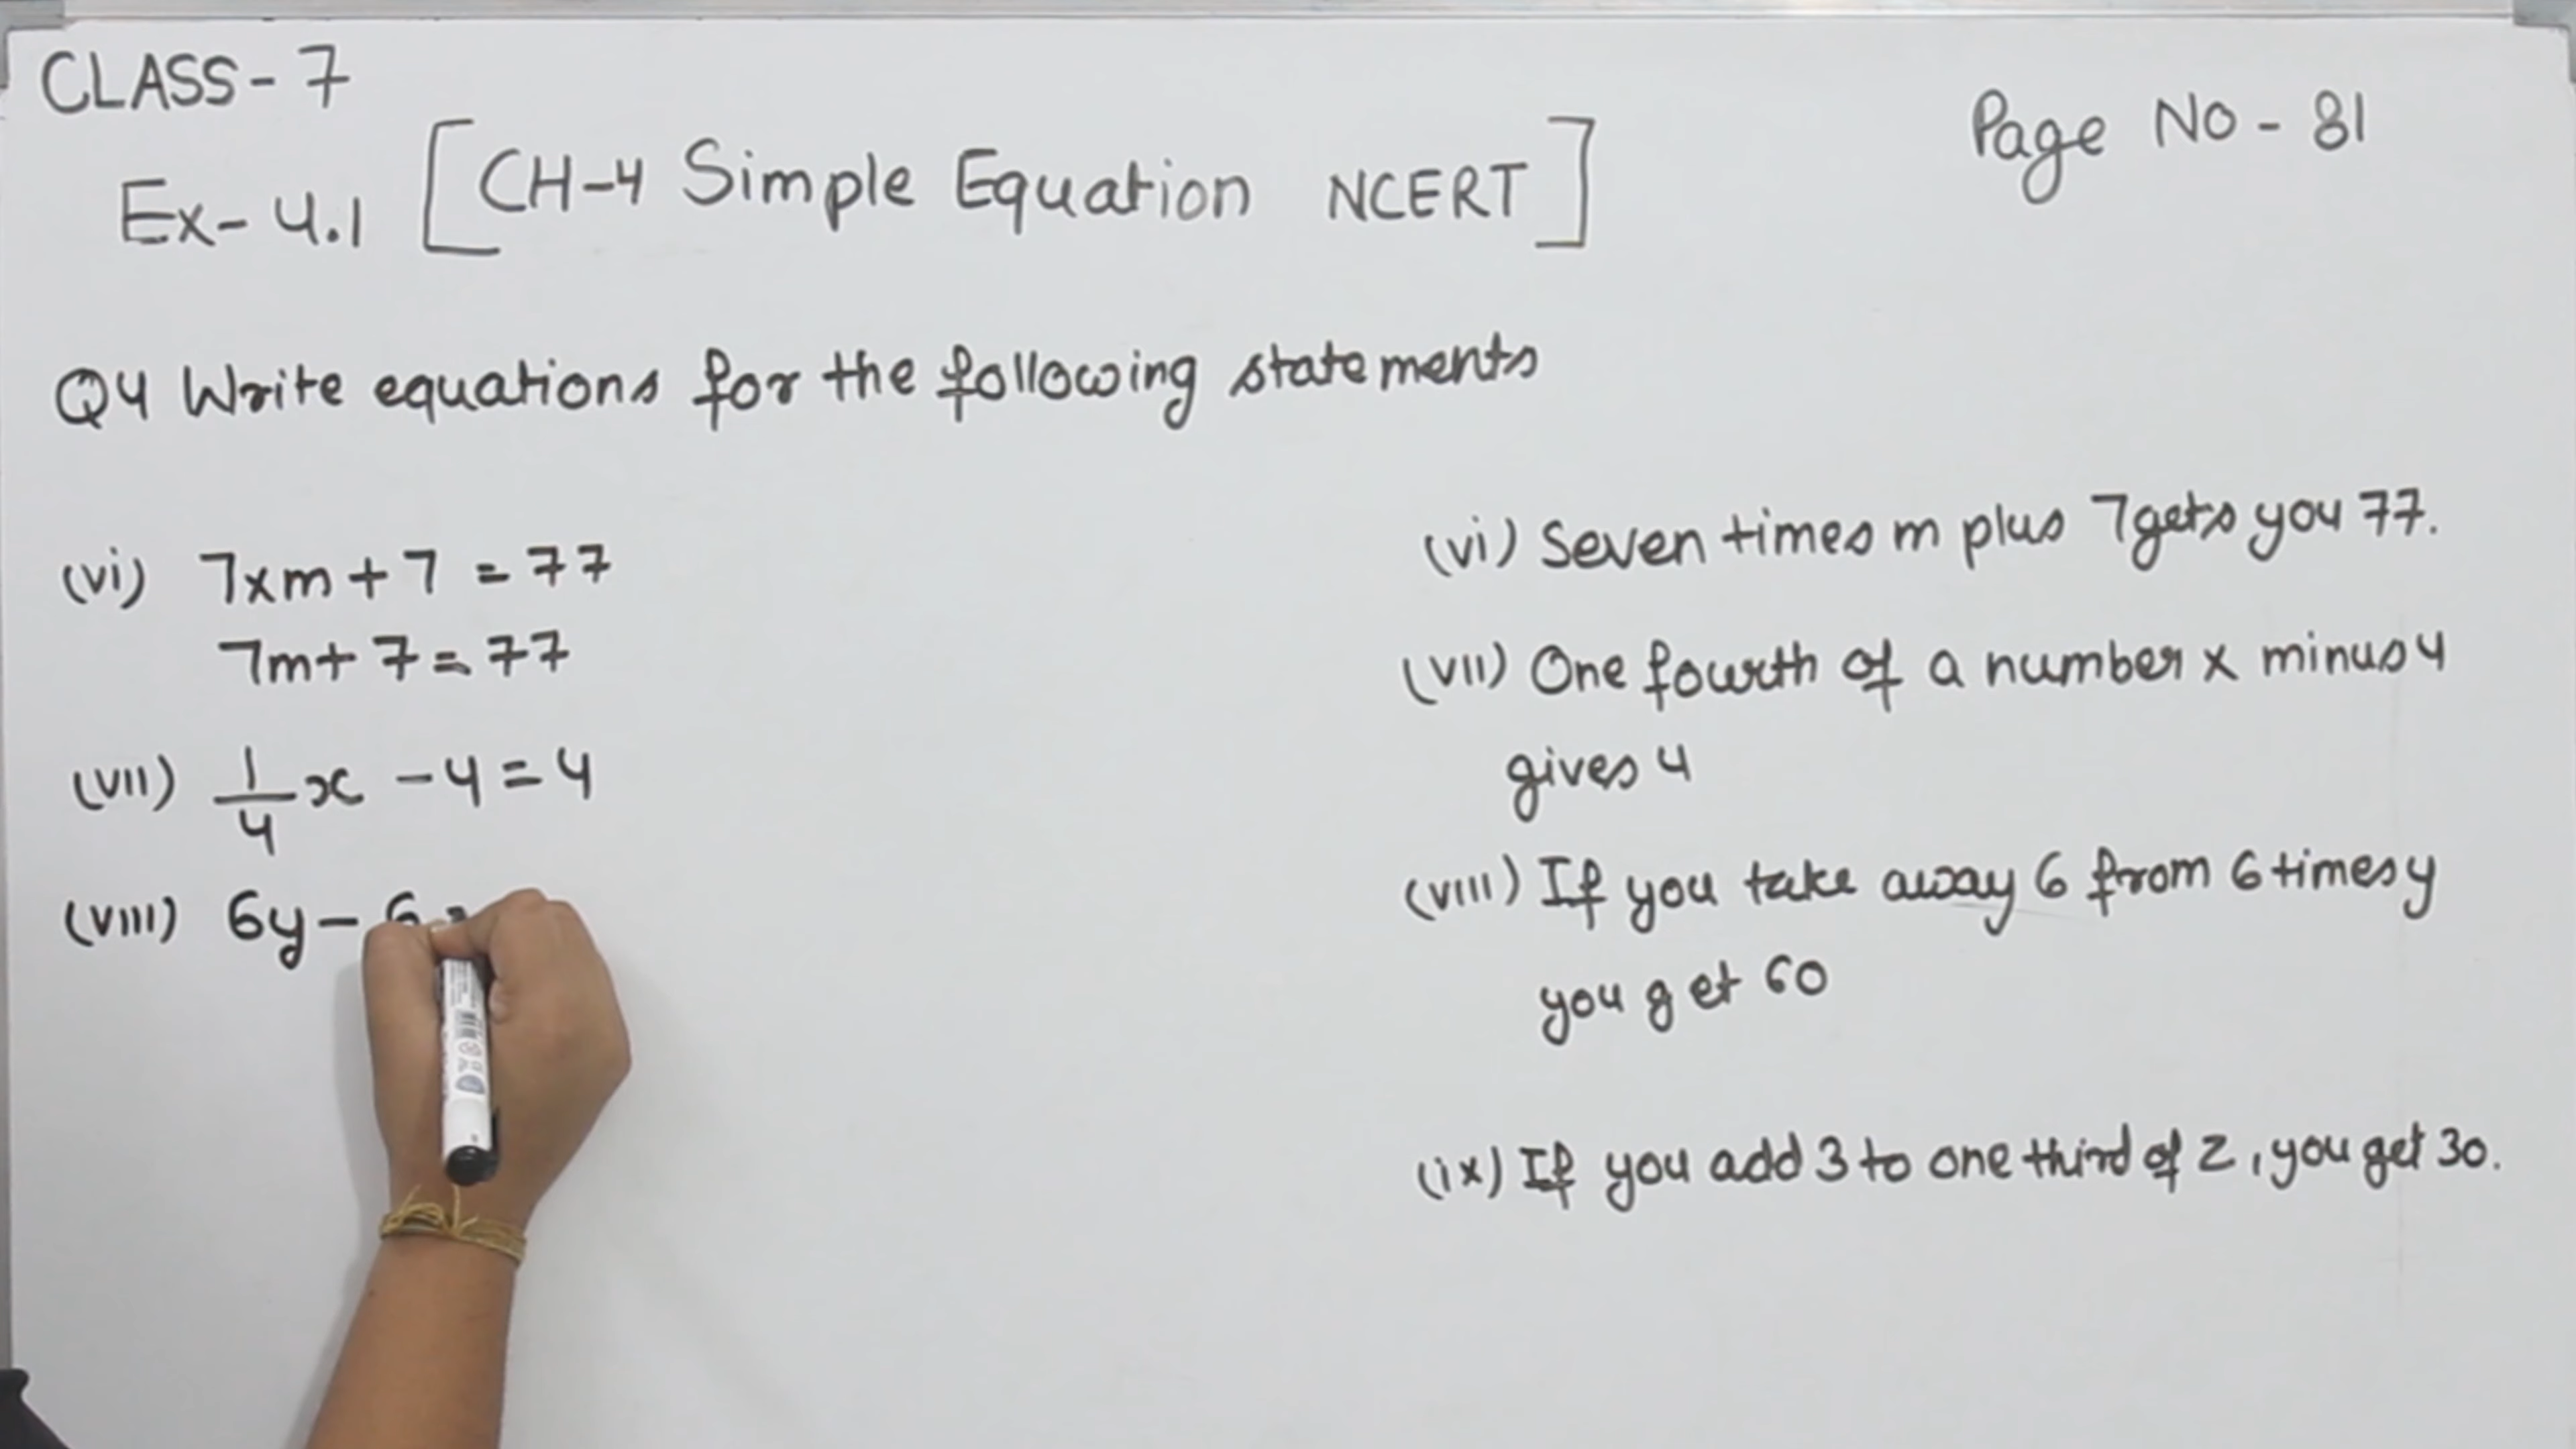 CLASS-7
Ex-4.1 [CH-4 Simple Equation NCERT]
Page No-81
Q4 Write equations for the following statements
(vi) 7xm+7=77
7m+7=77
(VII) 1/4 x -4=4
(VIII) 6y-6=
(vi) Seven times m plus 7 gets you 77.
(VII) One fourth of a number x minus 4
gives 4
(VIII) If you take away 6 from 6 times y
you get 60
(ix) If you add 3 to one third of z, you get 30.